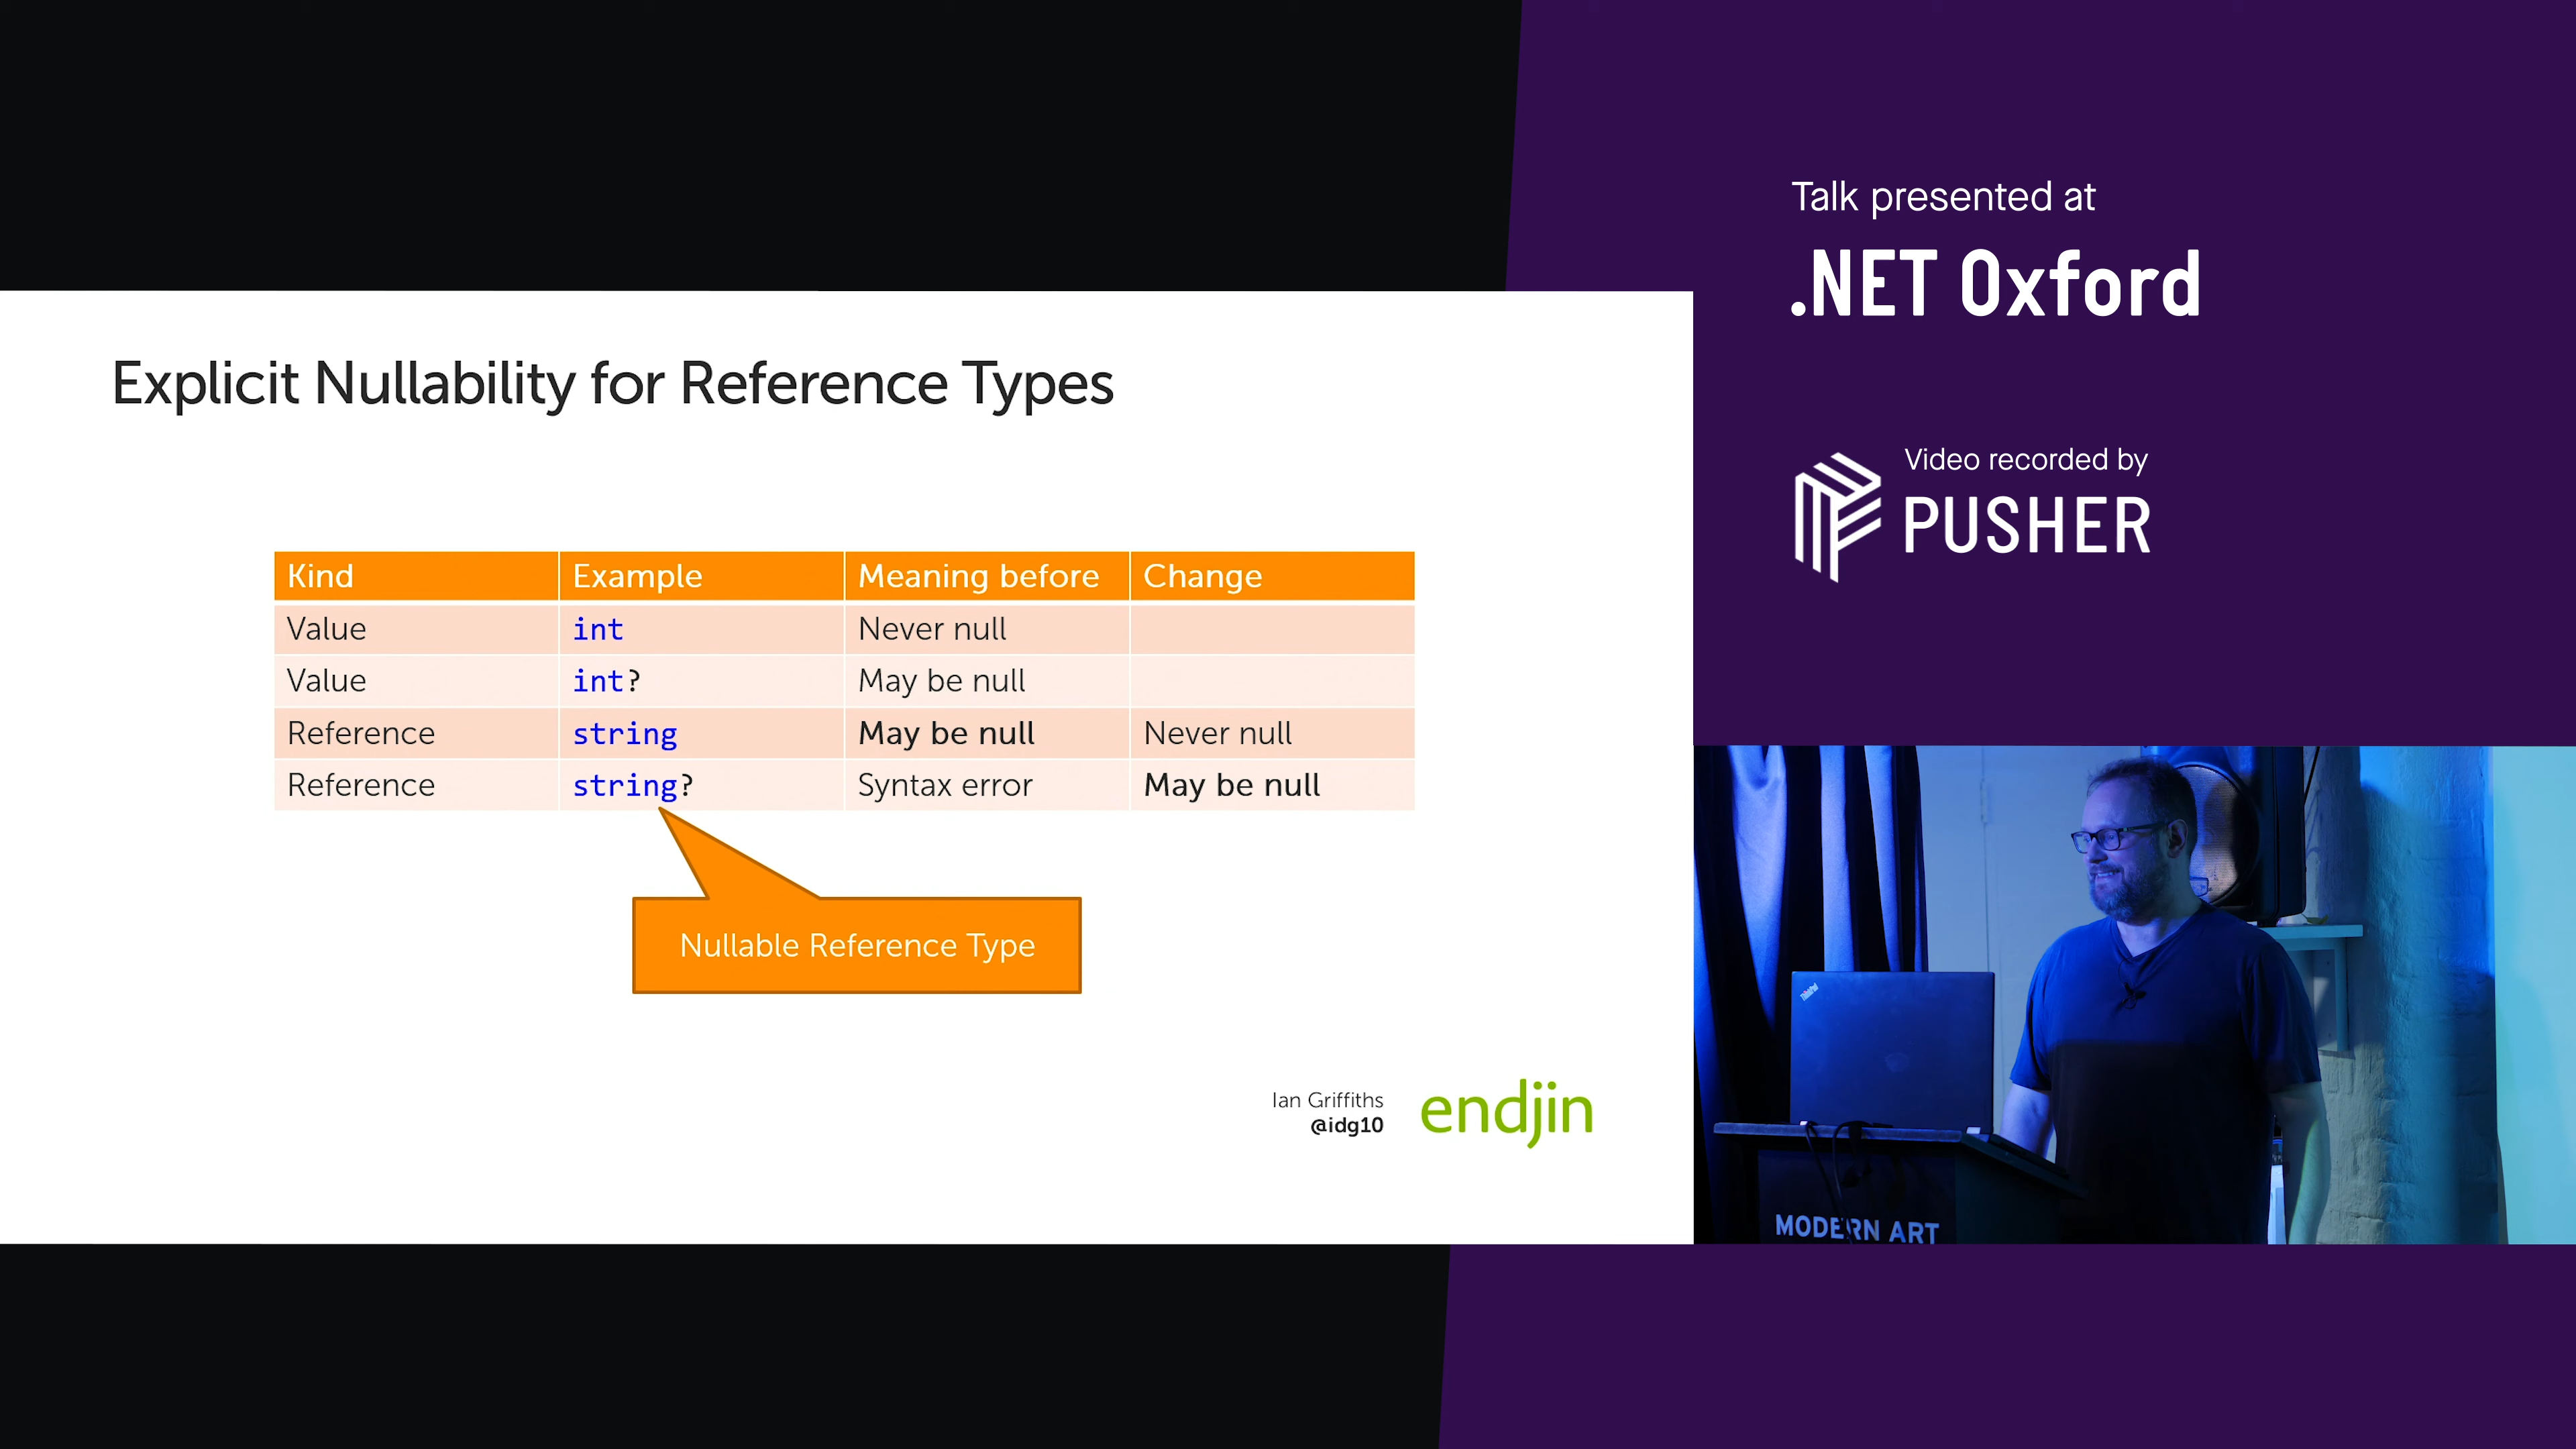 Talk presented at
.NET Oxford
Video recorded by
PUSHER
Explicit Nullability for Reference Types
Kind Example Meaning before Change
Value int Never null
Value int? May be null
Reference string May be null Never null
Reference string? Syntax error May be null
Nullable Reference Type
Ian Griffiths
@idg10
endjin
ThinkPad
MODERN ART